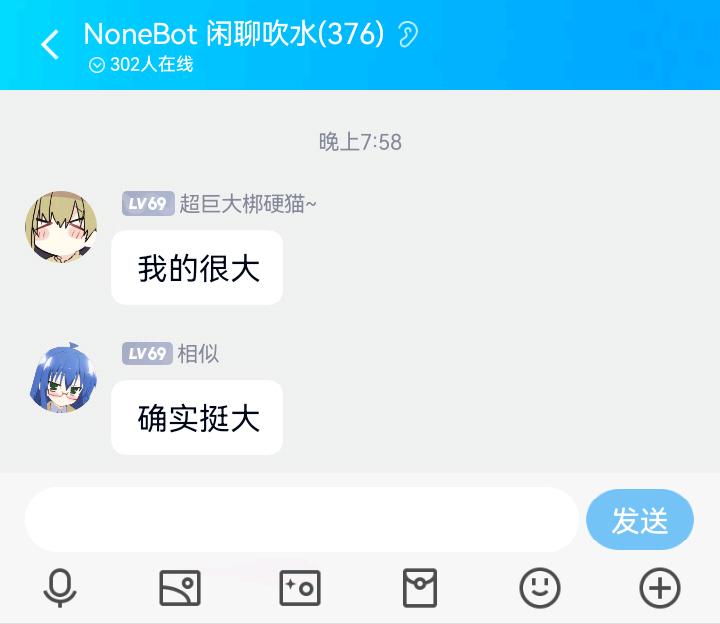 NoneBot 闲聊吹水(376)
302人在线
晚上7:58
LV69 超巨大梆硬猫~
我的很大
LV69 相似
确实挺大
发送